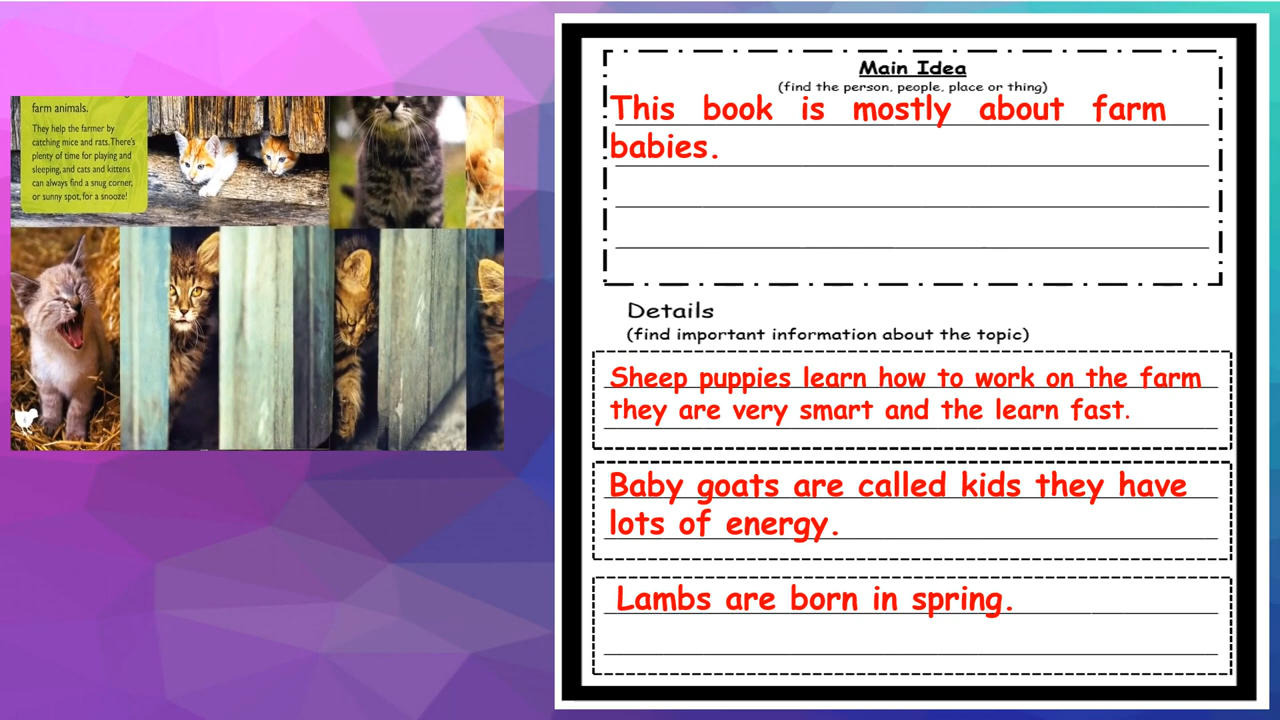 farm animals.
They help the farmer by
catching mice and rats. There's
plenty of time for playing and
sleeping, and cats and kittens
can always find a snug corner,
or sunny spot, for a snooze!
Main Idea
(find the person, people, place or thing)
This book is mostly about farm
babies.
Details
(find important information about the topic)
Sheep puppies learn how to work on the farm
they are very smart and the learn fast.
Baby goats are called kids they have
lots of energy.
Lambs are born in spring.